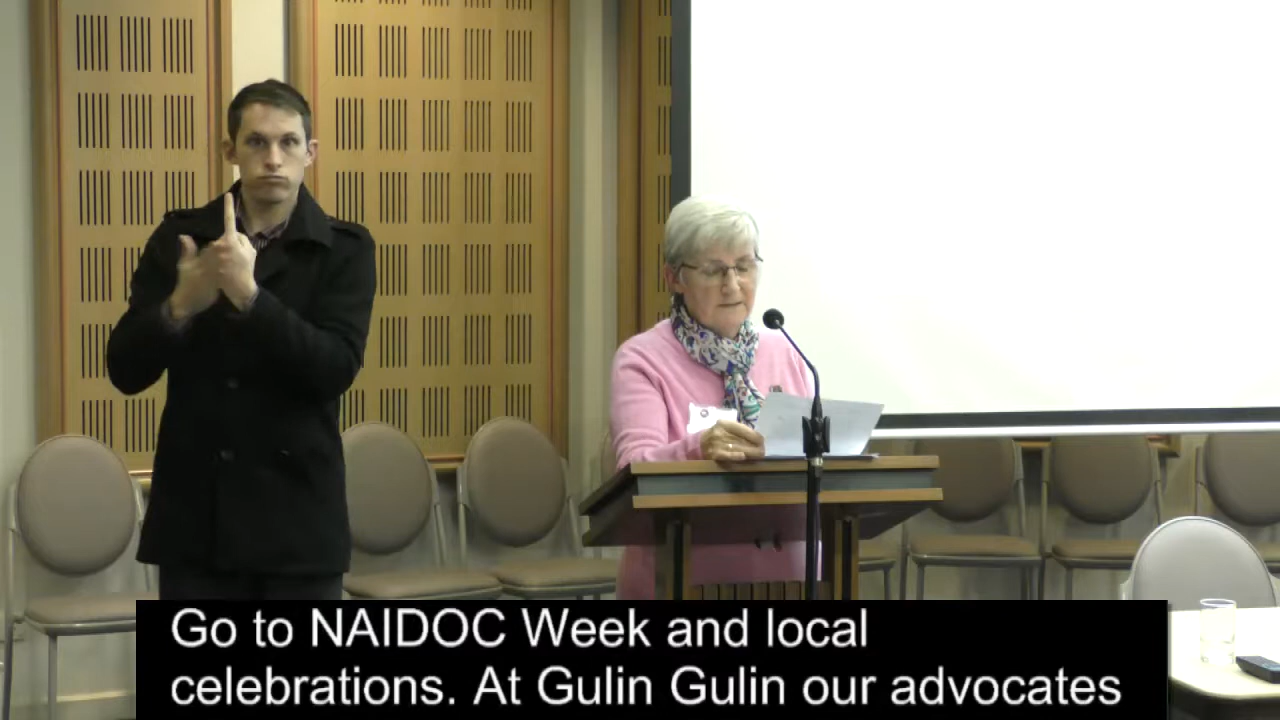 Go to NAIDOC Week and local
celebrations. At Gulin Gulin our advocates